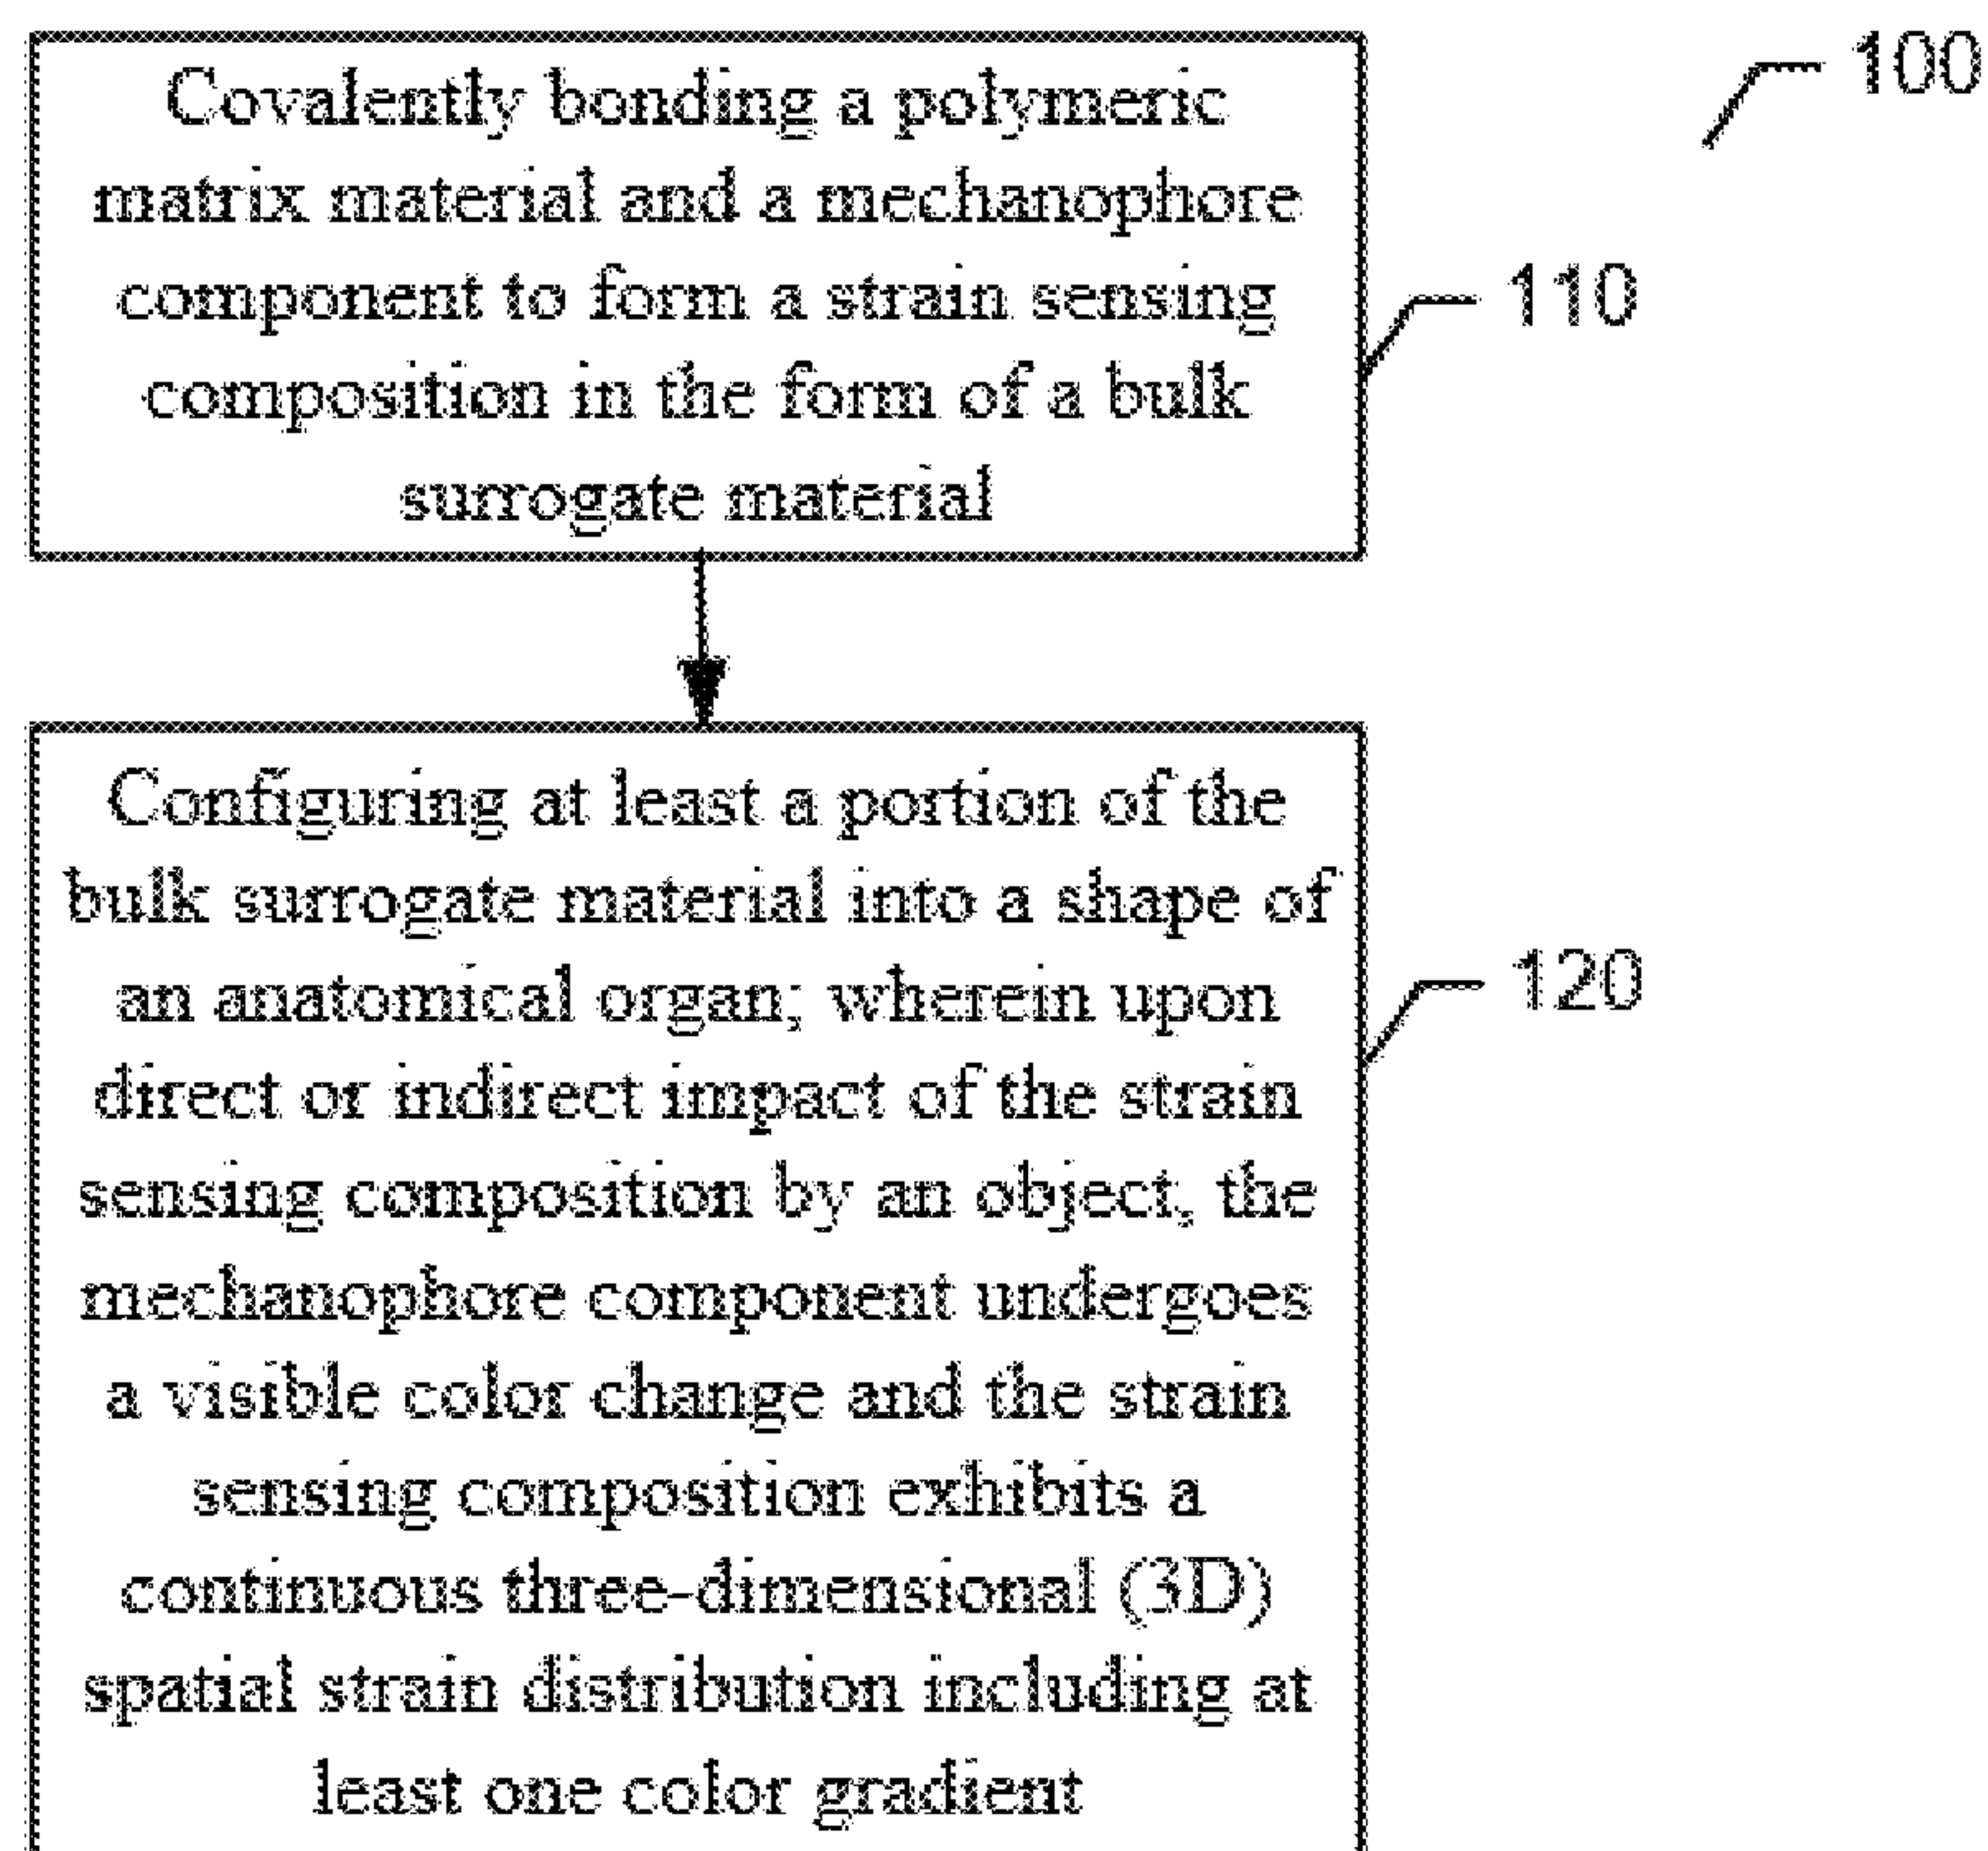 100
Covalently bonding a polymeric
matrix material and a mechanophore
component to form a strain sensing
composition in the form of a bulk
surrogate material
110
Configuring at least a portion of the
bulk surrogate material into a shape of
an anatomical organ; wherein upon
direct or indirect impact of the strain
sensing composition by an object, the
mechanophore component undergoes
a visible color change and the strain
sensing composition exhibits a
continuous three-dimensional (3D)
spatial strain distribution including at
least one color gradient
120